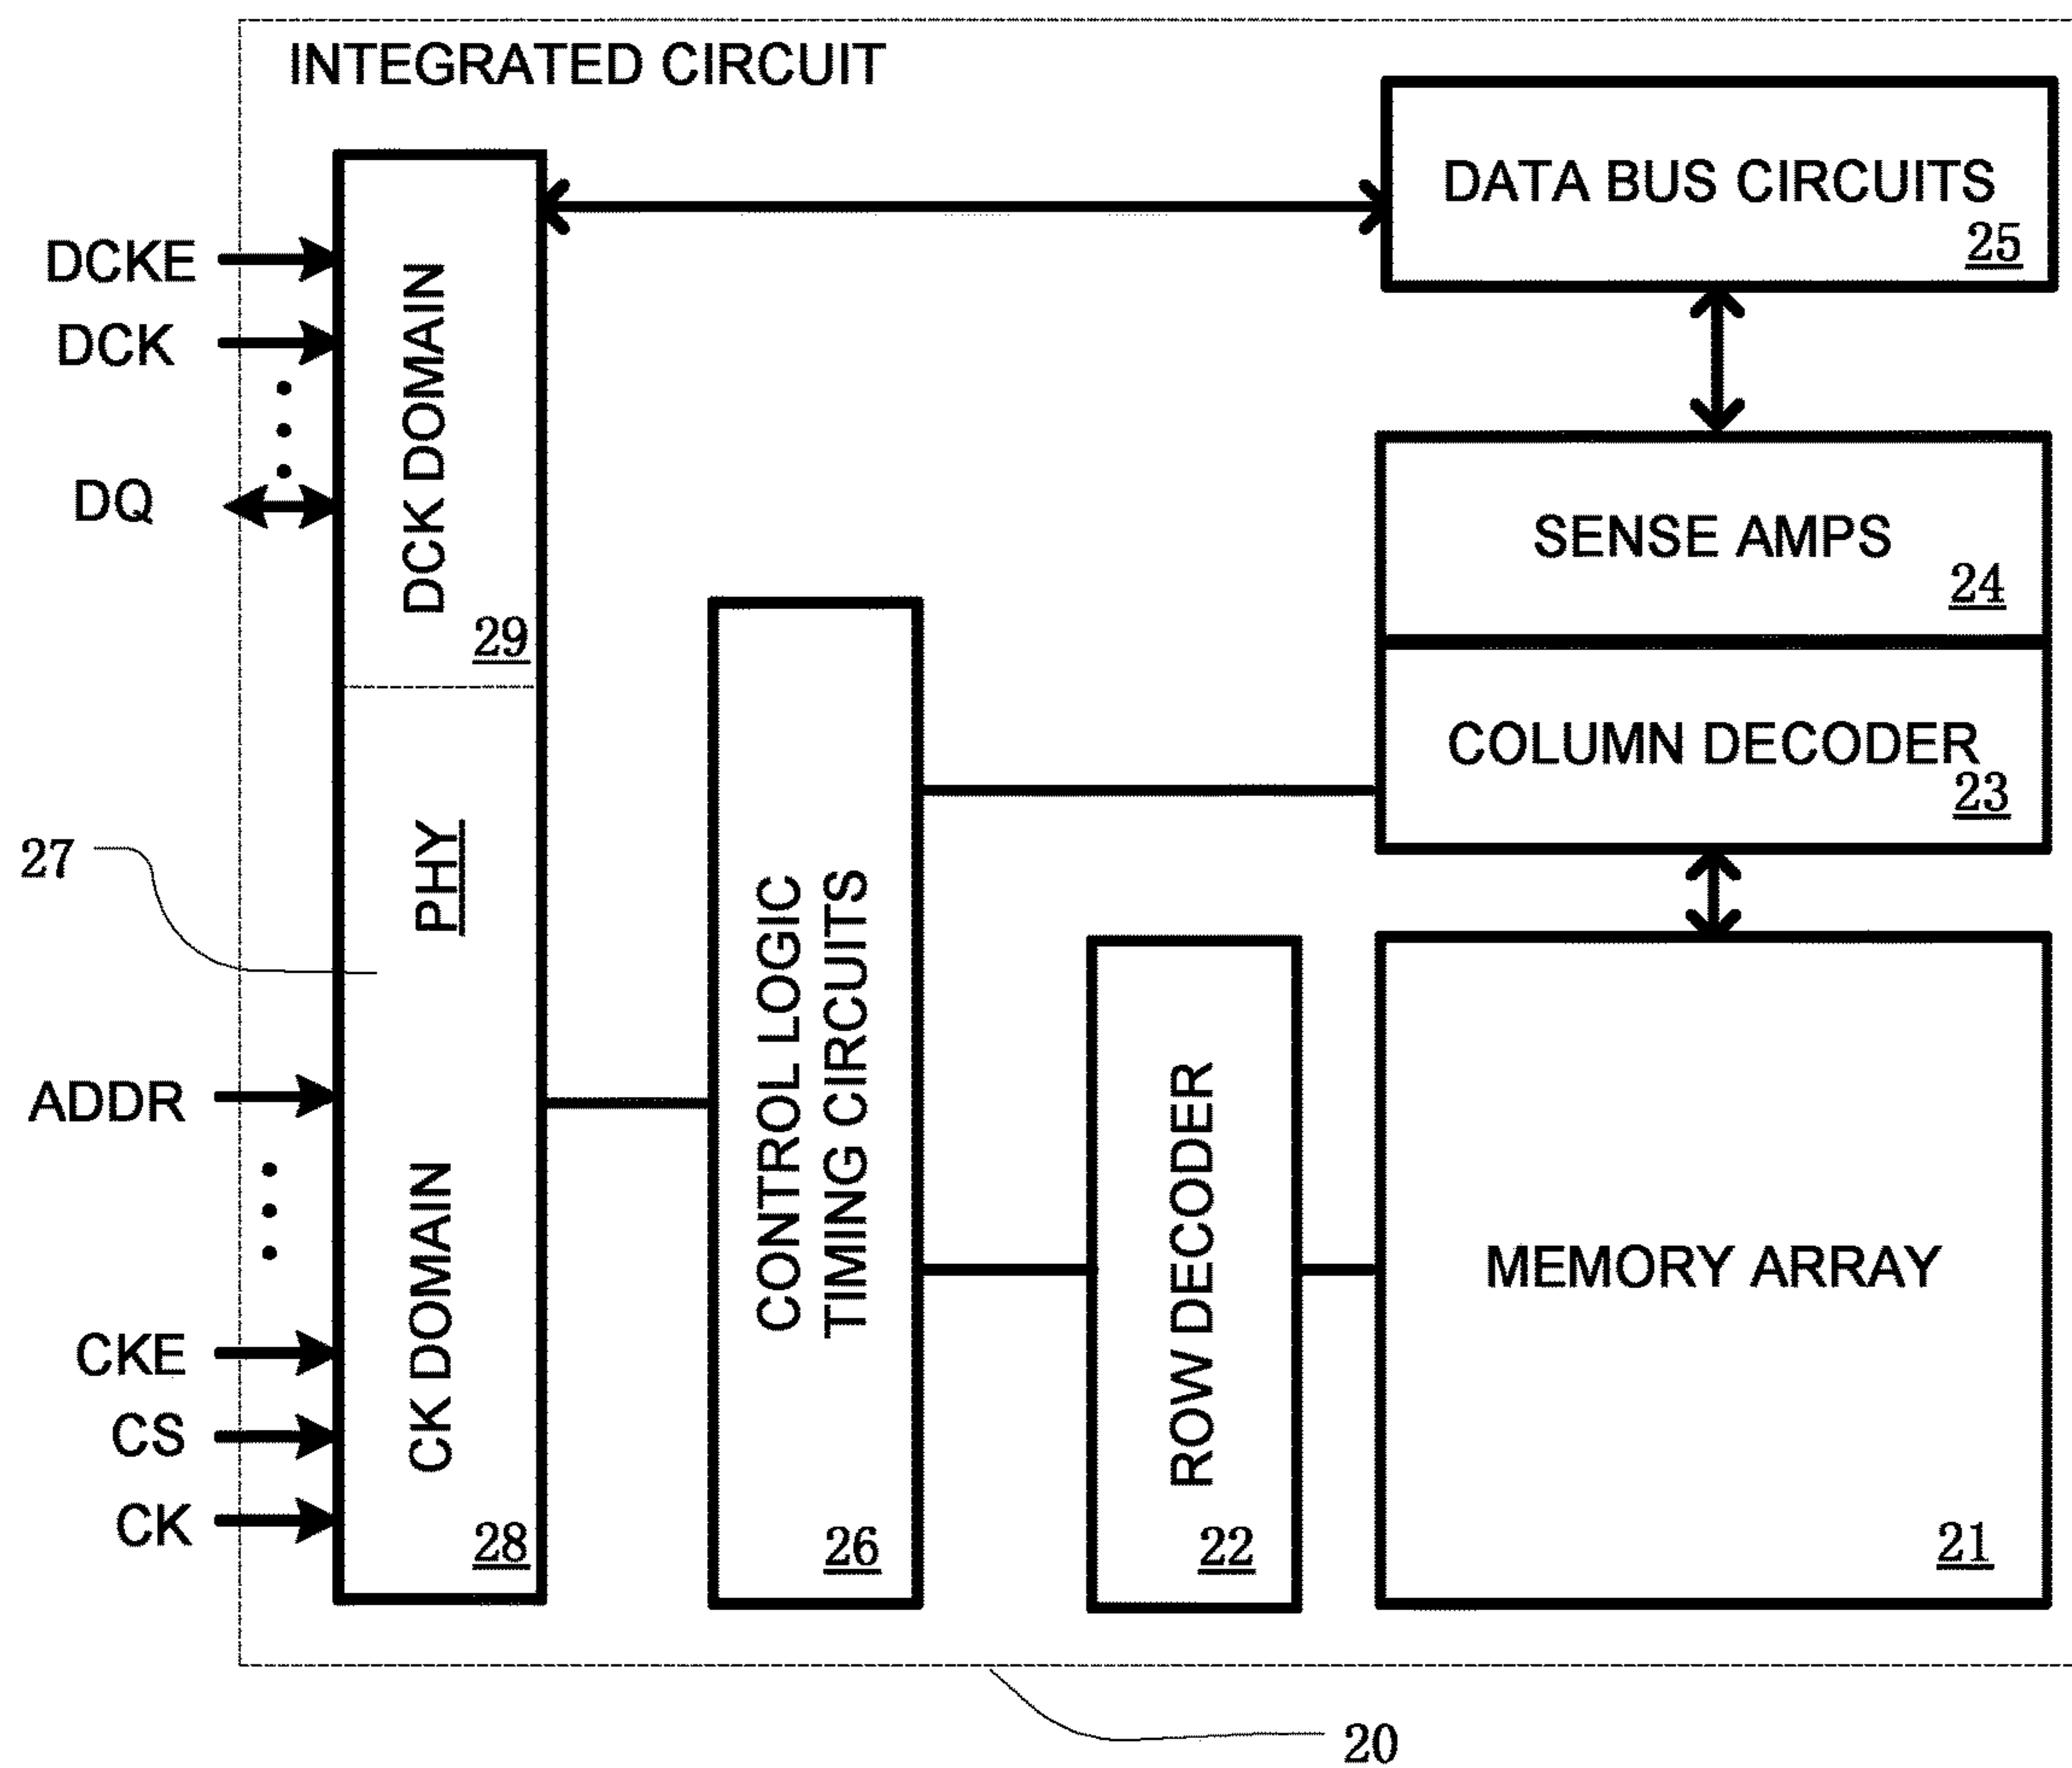 INTEGRATED CIRCUIT
DATA BUS CIRCUITS
25
DCKE
DCK
DQ
DCK DOMAIN
29
SENSE AMPS
24
COLUMN DECODER
23
27
PHY
ADDR
CKE
CS
CK
CK DOMAIN
28
CONTROL LOGIC
TIMING CIRCUITS
26
ROW DECODER
22
MEMORY ARRAY
21
20